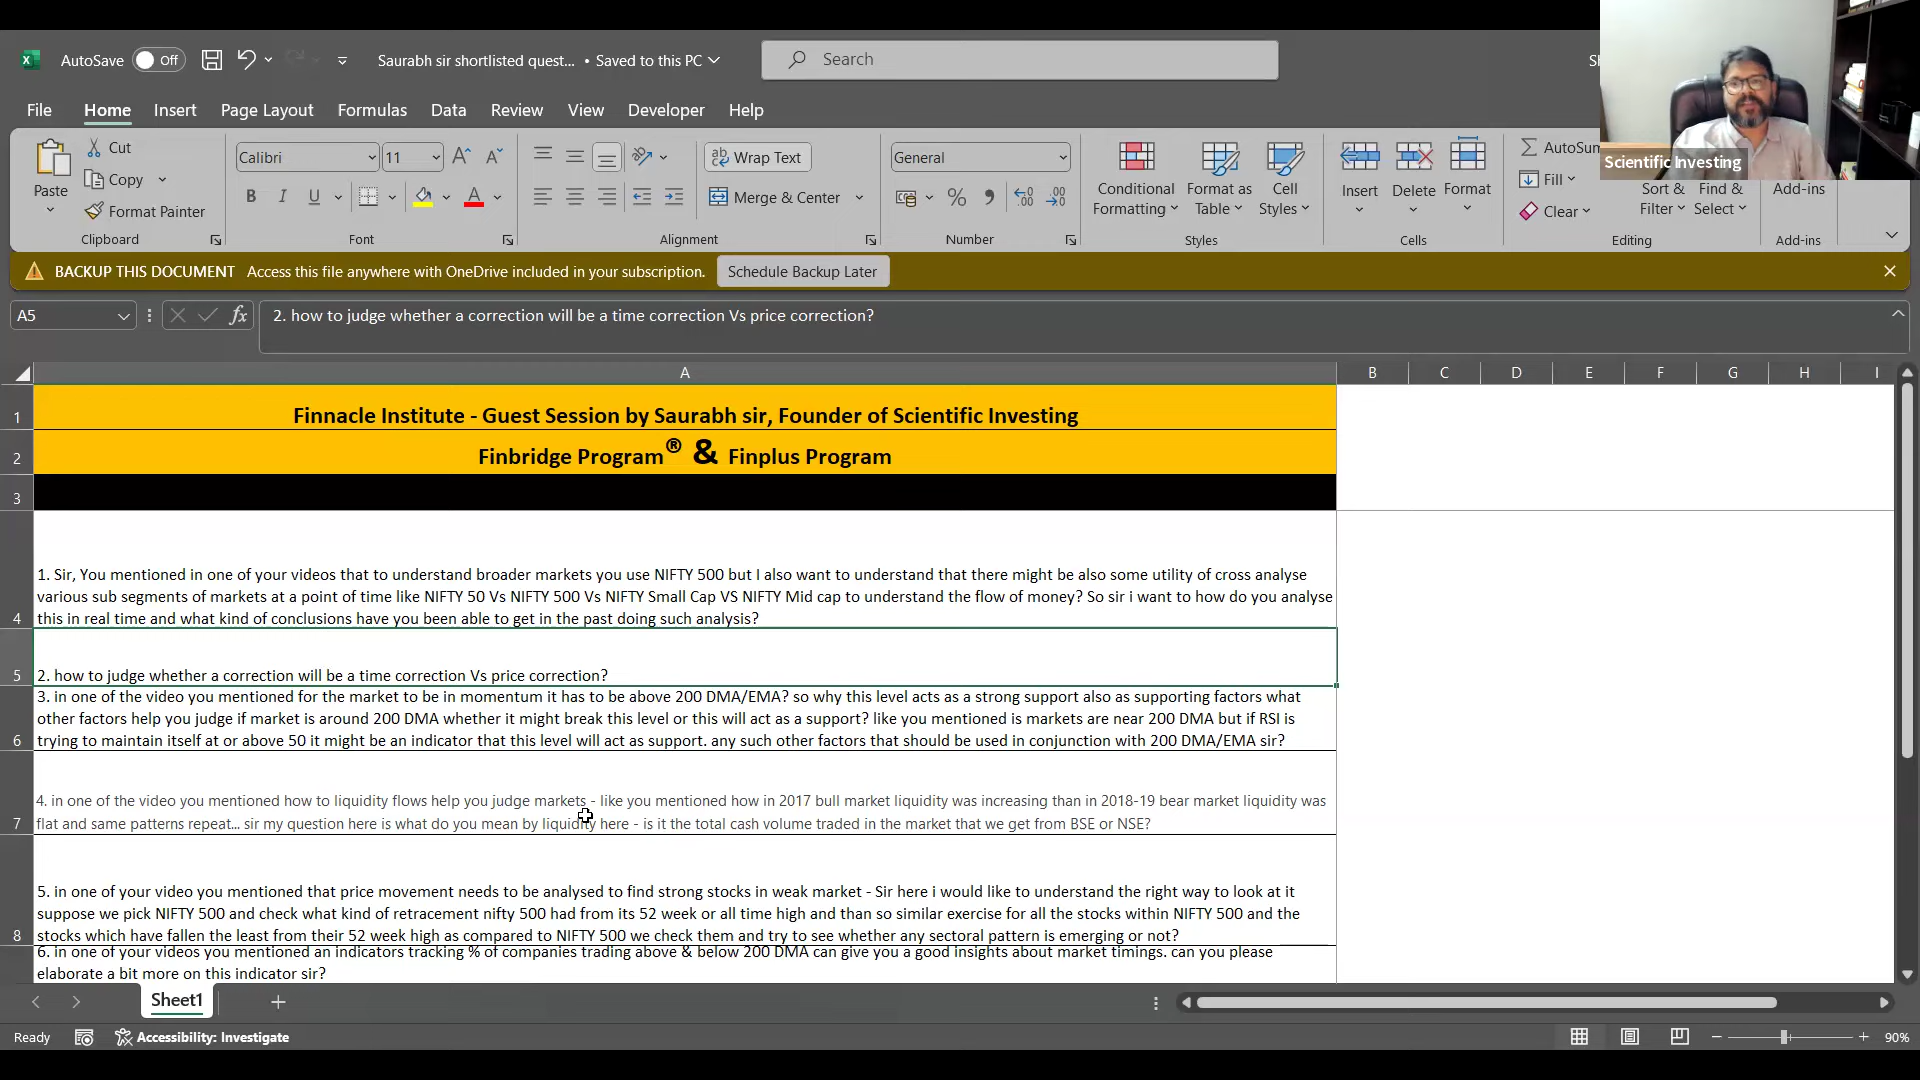 AutoSave Off Saurabh sir shortlisted quest... • Saved to this PC Search
File Home Insert Page Layout Formulas Data Review View Developer Help
Scientific Investing
Paste Cut Copy Format Painter Clipboard
Calibri 11 B I U A Font
Wrap Text Merge & Center Alignment
General % Number
Conditional Formatting Format as Table Cell Styles Styles
Insert Delete Format Cells
AutoSum Fill Clear Sort & Filter Find & Select Editing
Add-ins Add-ins
BACKUP THIS DOCUMENT Access this file anywhere with OneDrive included in your subscription. Schedule Backup Later
A5 fx 2. how to judge whether a correction will be a time correction Vs price correction?
A B C D E F G H I
1 Finnacle Institute - Guest Session by Saurabh sir, Founder of Scientific Investing
2 Finbridge Program® & Finplus Program
3
1. Sir, You mentioned in one of your videos that to understand broader markets you use NIFTY 500 but I also want to understand that there might be also some utility of cross analyse
various sub segments of markets at a point of time like NIFTY 50 Vs NIFTY 500 Vs NIFTY Small Cap VS NIFTY Mid cap to understand the flow of money? So sir i want to how do you analyse
4 this in real time and what kind of conclusions have you been able to get in the past doing such analysis?
5 2. how to judge whether a correction will be a time correction Vs price correction?
3. in one of the video you mentioned for the market to be in momentum it has to be above 200 DMA/EMA? so why this level acts as a strong support also as supporting factors what
other factors help you judge if market is around 200 DMA whether it might break this level or this will act as a support? like you mentioned is markets are near 200 DMA but if RSI is
6 trying to maintain itself at or above 50 it might be an indicator that this level will act as support. any such other factors that should be used in conjunction with 200 DMA/EMA sir?
4. in one of the video you mentioned how to liquidity flows help you judge markets - like you mentioned how in 2017 bull market liquidity was increasing than in 2018-19 bear market liquidity was
7 flat and same patterns repeat... sir my question here is what do you mean by liquidity here - is it the total cash volume traded in the market that we get from BSE or NSE?
5. in one of your video you mentioned that price movement needs to be analysed to find strong stocks in weak market - Sir here i would like to understand the right way to look at it
suppose we pick NIFTY 500 and check what kind of retracement nifty 500 had from its 52 week or all time high and than so similar exercise for all the stocks within NIFTY 500 and the
8 stocks which have fallen the least from their 52 week high as compared to NIFTY 500 we check them and try to see whether any sectoral pattern is emerging or not?
6. in one of your videos you mentioned an indicators tracking % of companies trading above & below 200 DMA can give you a good insights about market timings. can you please
elaborate a bit more on this indicator sir?
Sheet1
Ready Accessibility: Investigate 90%